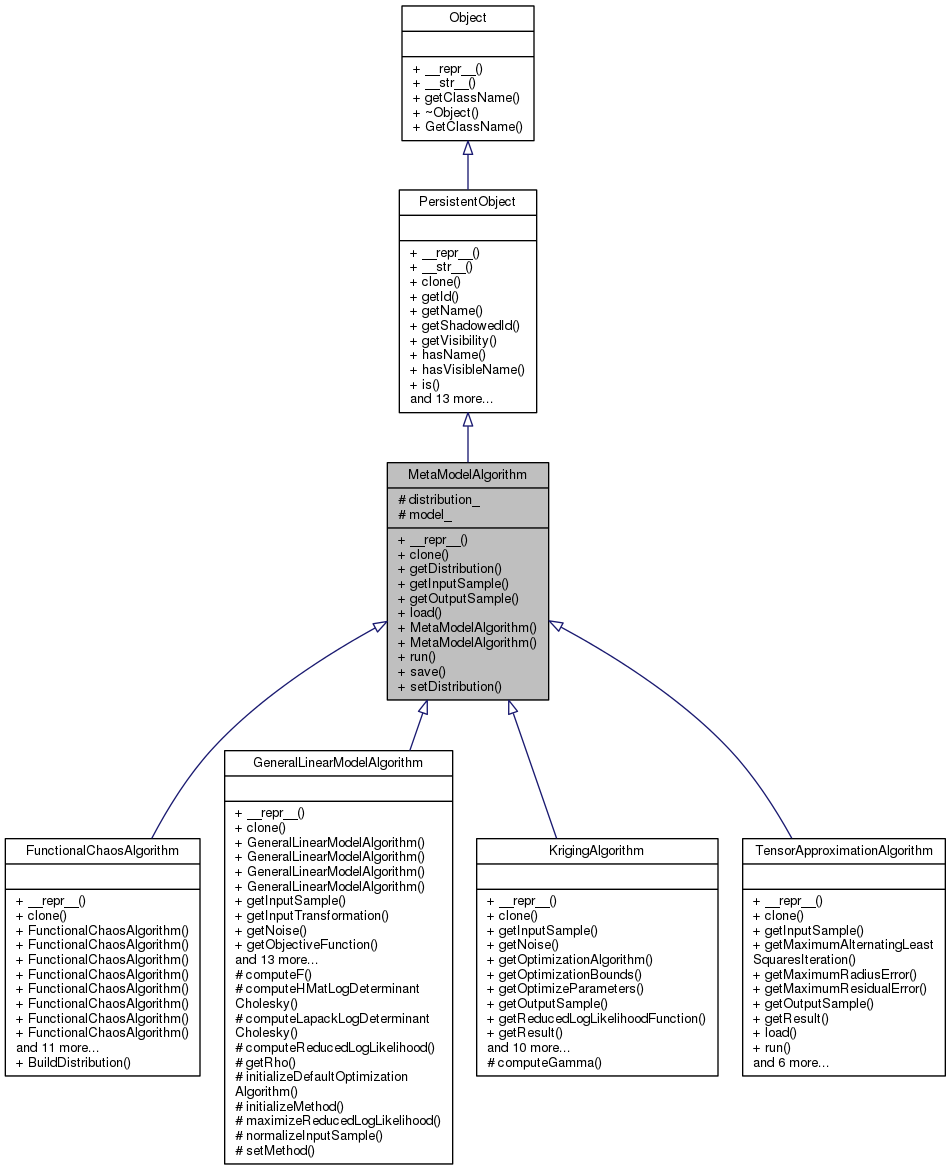 Object
+ __repr__()
+ __str__()
+ getClassName()
+ ~Object()
+ GetClassName()
PersistentObject
+ __repr__()
+ __str__()
+ clone()
+ getId()
+ getName()
+ getShadowedId()
+ getVisibility()
+ hasName()
+ hasVisibleName()
+ is()
and 13 more...
MetaModelAlgorithm
# distribution_
# model_
+ __repr__()
+ clone()
+ getDistribution()
+ getInputSample()
+ getOutputSample()
+ load()
+ MetaModelAlgorithm()
+ MetaModelAlgorithm()
+ run()
+ save()
+ setDistribution()
FunctionalChaosAlgorithm
+ __repr__()
+ clone()
+ FunctionalChaosAlgorithm()
+ FunctionalChaosAlgorithm()
+ FunctionalChaosAlgorithm()
+ FunctionalChaosAlgorithm()
+ FunctionalChaosAlgorithm()
+ FunctionalChaosAlgorithm()
+ FunctionalChaosAlgorithm()
+ FunctionalChaosAlgorithm()
and 11 more...
+ BuildDistribution()
GeneralLinearModelAlgorithm
+ __repr__()
+ clone()
+ GeneralLinearModelAlgorithm()
+ GeneralLinearModelAlgorithm()
+ GeneralLinearModelAlgorithm()
+ GeneralLinearModelAlgorithm()
+ getInputSample()
+ getInputTransformation()
+ getNoise()
+ getObjectiveFunction()
and 13 more...
# computeF()
# computeHMatLogDeterminant
Cholesky()
# computeLapackLogDeterminant
Cholesky()
# computeReducedLogLikelihood()
# getRho()
# initializeDefaultOptimization
Algorithm()
# initializeMethod()
# maximizeReducedLogLikelihood()
# normalizeInputSample()
# setMethod()
KrigingAlgorithm
+ __repr__()
+ clone()
+ getInputSample()
+ getNoise()
+ getOptimizationAlgorithm()
+ getOptimizationBounds()
+ getOptimizeParameters()
+ getOutputSample()
+ getReducedLogLikelihoodFunction()
+ getResult()
and 10 more...
# computeGamma()
TensorApproximationAlgorithm
+ __repr__()
+ clone()
+ getInputSample()
+ getMaximumAlternatingLeast
SquaresIteration()
+ getMaximumRadiusError()
+ getMaximumResidualError()
+ getOutputSample()
+ getResult()
+ load()
+ run()
and 6 more...